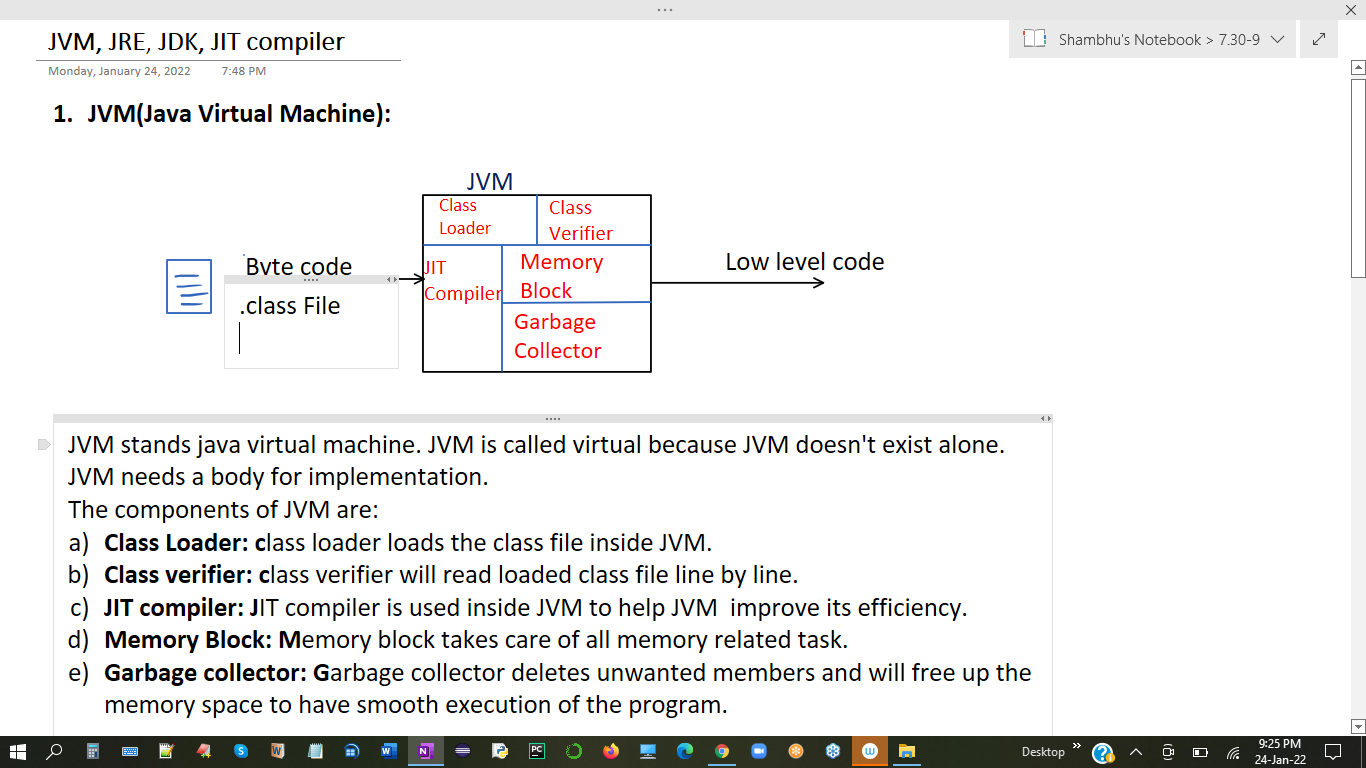 JVM, JRE, JDK, JIT compiler
Shambhu's Notebook > 7.30-9
Monday, January 24, 2022 7:48 PM
1. JVM(Java Virtual Machine):
JVM
Class
Loader
Class
Verifier
Byte code
.class File
JIT
Compiler
Memory
Block
Garbage
Collector
Low level code
JVM stands java virtual machine. JVM is called virtual because JVM doesn't exist alone.
JVM needs a body for implementation.
The components of JVM are:
a) Class Loader: class loader loads the class file inside JVM.
b) Class verifier: class verifier will read loaded class file line by line.
c) JIT compiler: JIT compiler is used inside JVM to help JVM  improve its efficiency.
d) Memory Block: Memory block takes care of all memory related task.
e) Garbage collector: Garbage collector deletes unwanted members and will free up the
memory space to have smooth execution of the program.
Desktop
9:25 PM
24-Jan-22